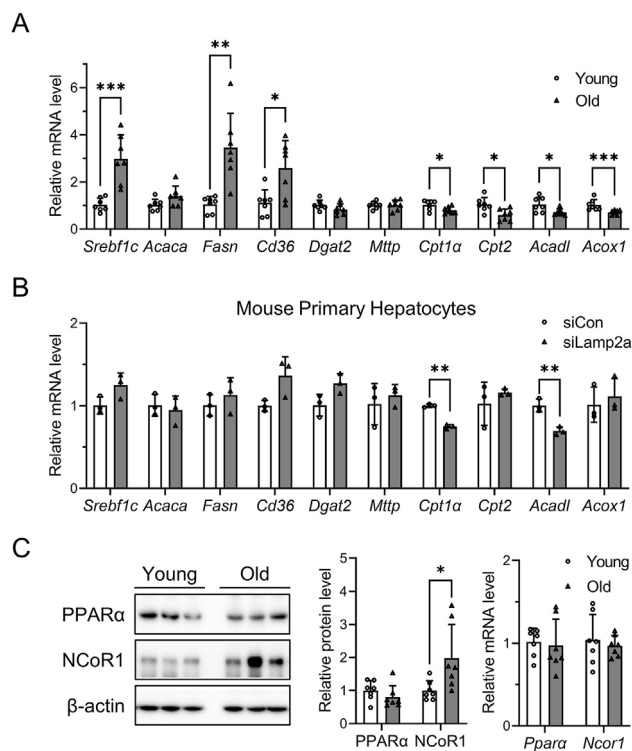 A
*** ** * * * * ***
Relative mRNA level
6
4
2
0
Young
Old
Srebf1c Acaca Fasn Cd36 Dgat2 Mttp Cpt1α Cpt2 Acadl Acox1
B
Mouse Primary Hepatocytes
Relative mRNA level
2
1
0
siCon
siLamp2a
** **
Srebf1c Acaca Fasn Cd36 Dgat2 Mttp Cpt1α Cpt2 Acadl Acox1
C
Young Old
PPARα
NCoR1
β-actin
Relative protein level
5
4
3
2
1
0
*
PPARα NCoR1
Relative mRNA level
2
1
0
Young
Old
Pparα Ncor1